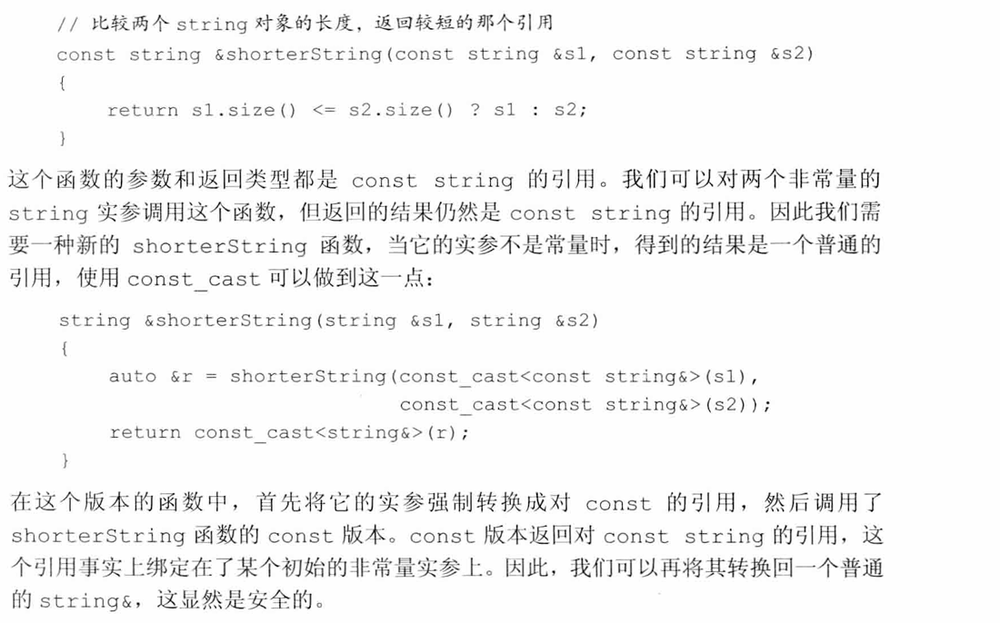 // 比较两个 string 对象的长度，返回较短的那个引用
const string &shorterString(const string &s1, const string &s2)
{
return s1.size() <= s2.size() ? s1 : s2;
}
这个函数的参数和返回类型都是 const string 的引用。我们可以对两个非常量的
string 实参调用这个函数，但返回的结果仍然是 const string 的引用。因此我们需
要一种新的 shorterString 函数，当它的实参不是常量时，得到的结果是一个普通的
引用，使用 const_cast 可以做到这一点：
string &shorterString(string &s1, string &s2)
{
auto &r = shorterString(const_cast<const string&>(s1),
const_cast<const string&>(s2));
return const_cast<string&>(r);
}
在这个版本的函数中，首先将它的实参强制转换成对 const 的引用，然后调用了
shorterString 函数的 const 版本。const 版本返回对 const string 的引用，这
个引用事实上绑定在了某个初始的非常量实参上。因此，我们可以再将其转换回一个普通
的 string&，这显然是安全的。